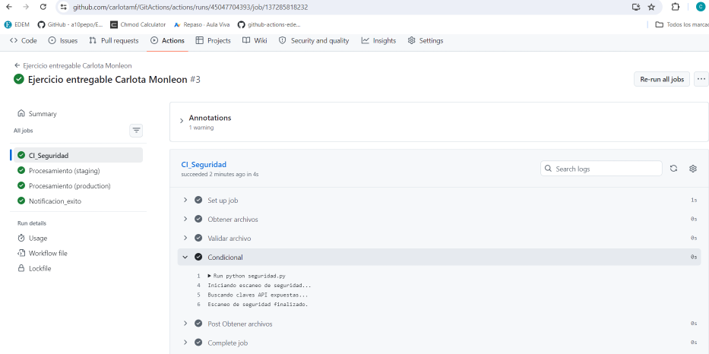 github.com/carlotamf/GitActions/actions/runs/45047704393/job/137285818232
EDEM
GitHub - a10pepo/E...
Chimod Calculator
Repaso - Aula Viva
github-actions-ede...
Todos los marca
Code
Issues
Pull requests
Actions
Projects
Wiki
Security and quality
Insights
Settings
Ejercicio entregable Carlota Monleon
Ejercicio entregable Carlota Monleon #3
Re-run all jobs
Summary
All jobs
CI_Seguridad
Procesamiento (staging)
Procesamiento (production)
Notificacion_exito
Run details
Usage
Workflow file
Lockfile
Annotations
1 warning
CI_Seguridad
succeeded 2 minutes ago in 4s
Search logs
Set up job 1s
Obtener archivos 0s
Validar archivo 0s
Condicional 0s
1 Run python seguridad.py
4 Iniciando escaneo de seguridad...
5 Buscando claves API expuestas...
6 Escaneo de seguridad finalizado.
Post Obtener archivos 0s
Complete job 0s